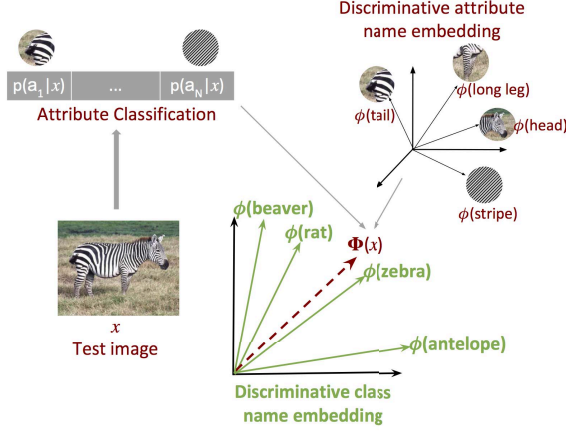 Discriminative attribute
name embedding
p(a₁|x)
...
p(a_N|x)
Attribute Classification
ϕ(tail)
ϕ(long leg)
ϕ(head)
ϕ(stripe)
ϕ(beaver)
ϕ(rat)
Φ(x)
ϕ(zebra)
ϕ(antelope)
x
Test image
Discriminative class
name embedding